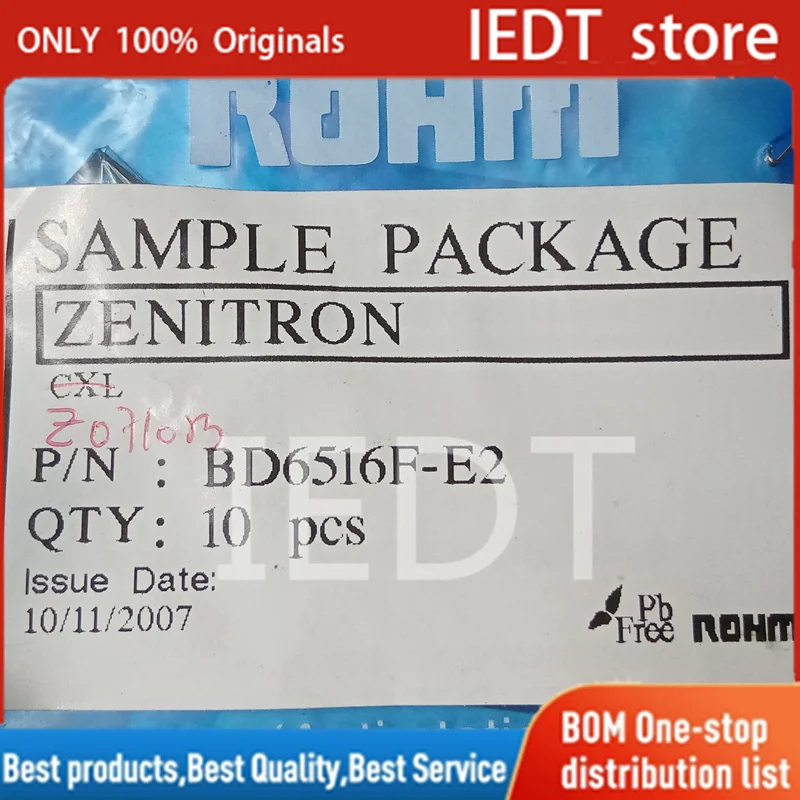 ONLY 100% Originals
IEDT store
ROHM
SAMPLE PACKAGE
ZENITRON
CXL
P/N : BD6516F-E2
QTY: 10 pcs
IEDT
Issue Date:
10/11/2007
Pb
Free
ROHM
BOM One-stop
distribution list
Best products,Best Quality,Best Service